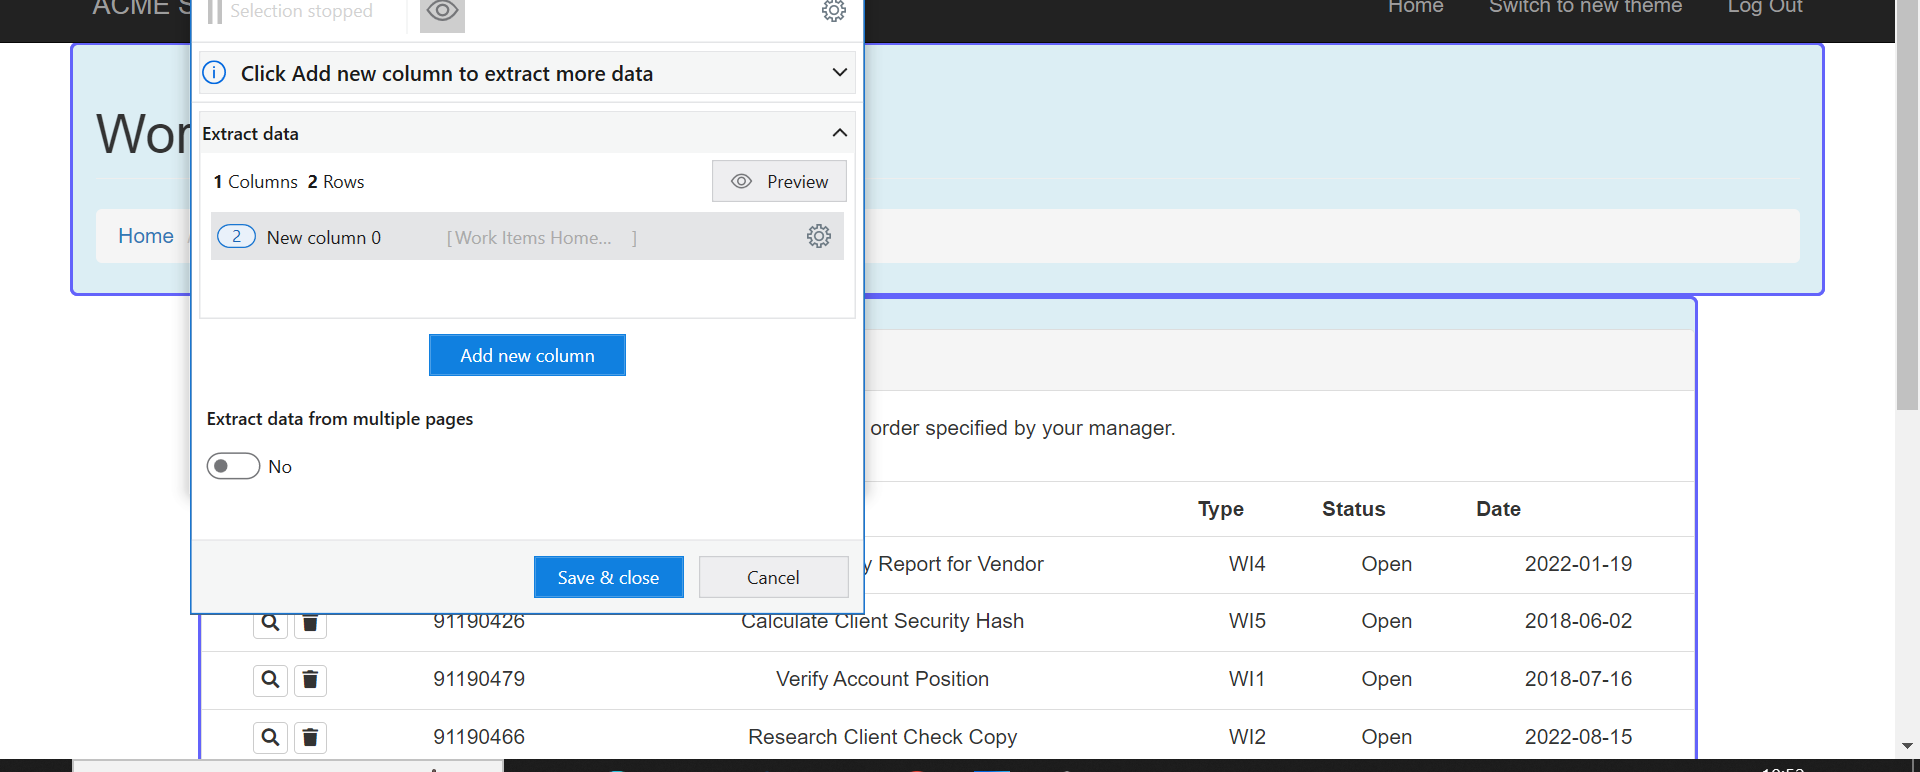 ACME S
Selection stopped
Home Switch to new theme Log Out
Click Add new column to extract more data
Extract data
1 Columns 2 Rows
Preview
2 New column 0 [Work Items Home... ]
Add new column
Extract data from multiple pages
No
Save & close Cancel
Wor
Home
order specified by your manager.
Type Status Date
y Report for Vendor WI4 Open 2022-01-19
91190426 Calculate Client Security Hash WI5 Open 2018-06-02
91190479 Verify Account Position WI1 Open 2018-07-16
91190466 Research Client Check Copy WI2 Open 2022-08-15